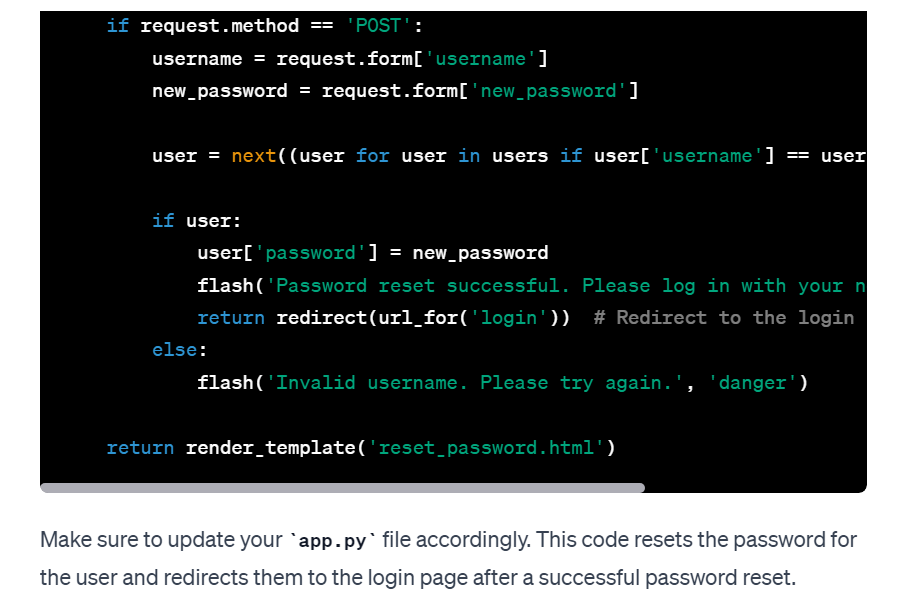 if request.method == 'POST':
username = request.form['username']
new_password = request.form['new_password']
user = next((user for user in users if user['username'] == user
if user:
user['password'] = new_password
flash('Password reset successful. Please log in with your n
return redirect(url_for('login'))  # Redirect to the login
else:
flash('Invalid username. Please try again.', 'danger')
return render_template('reset_password.html')
Make sure to update your `app.py` file accordingly. This code resets the password for
the user and redirects them to the login page after a successful password reset.